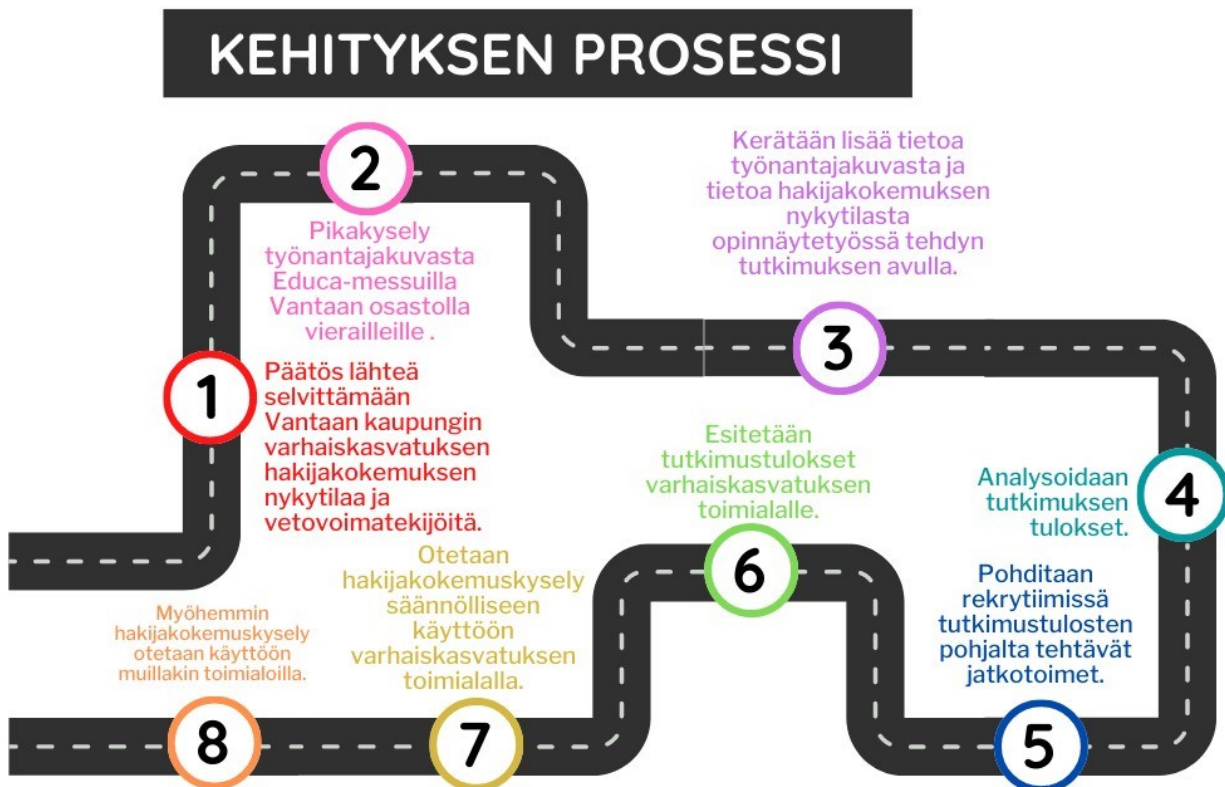 KEHITYKSEN PROSESSI
1
Päätös lähteä
selvittämään
Vantaan kaupungin
varhaiskasvatuksen
hakijakokemuksen
nykytilaa ja
vetovoimatekijöitä.
2
Pikakysely
työnantajakuvasta
Educa-messuilla
Vantaan osastolla
vierailleille .
3
Kerätään lisää tietoa
työnantajakuvasta ja
tietoa hakijakokemuksen
nykytilasta
opinnäytetyössä tehdyn
tutkimuksen avulla.
4
Analysoidaan
tutkimuksen
tulokset.
5
Pohditaan
rekrytiimissä
tutkimustulosten
pohjalta tehtävät
jatkotoimet.
6
Esitetään
tutkimustulokset
varhaiskasvatuksen
toimialalle.
7
Otetaan
hakijakokemuskysely
säännölliseen
käyttöön
varhaiskasvatuksen
toimialalla.
8
Myöhemmin
hakijakokemuskysely
otetaan käyttöön
muillakin toimialoilla.